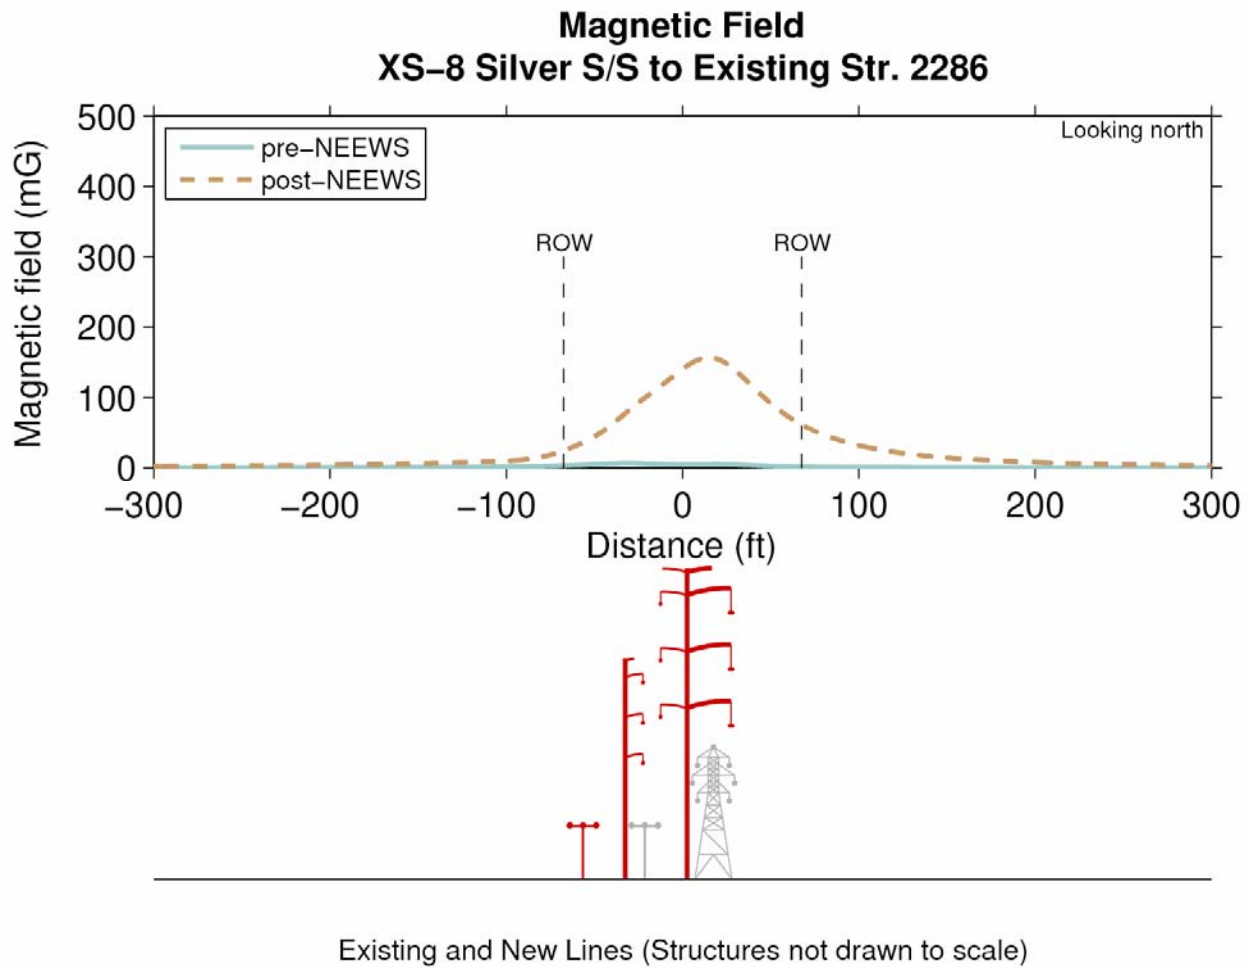 Magnetic Field
XS–8 Silver S/S to Existing Str. 2286
Looking north
pre–NEEWS
post–NEEWS
Magnetic field (mG)
500
400
300
200
100
0
ROW
ROW
–300
–200
–100
0
100
200
300
Distance (ft)
Existing and New Lines (Structures not drawn to scale)